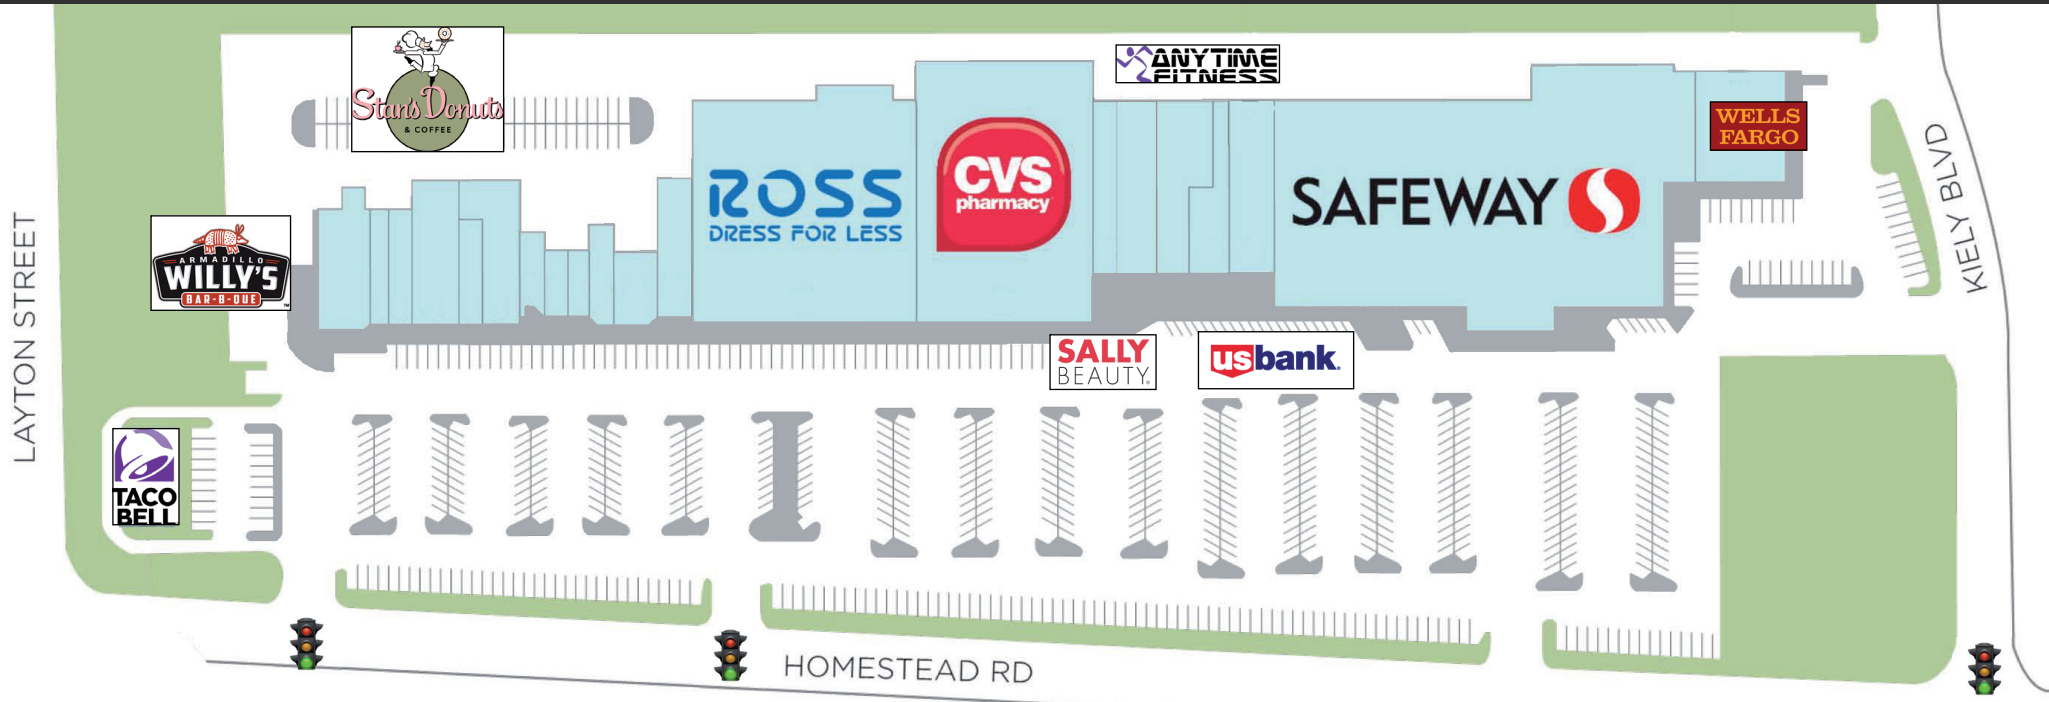 Stan's Donuts
& COFFEE
ANYTIME
FITNESS
WELLS
FARGO
KIELY BLVD
LAYTON STREET
ARMADILLO
WILLY'S
BAR-B-QUE™
ROSS
DRESS FOR LESS
CVS
pharmacy
SAFEWAY
SALLY
BEAUTY®
usbank®
TACO
BELL
HOMESTEAD RD